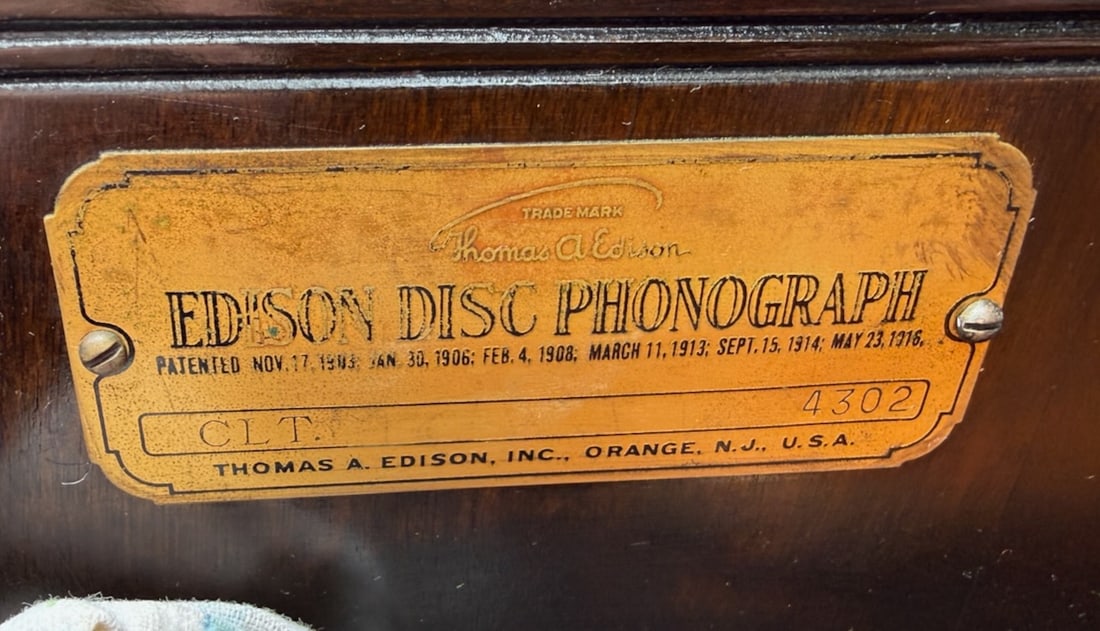 TRADE MARK
Thomas A Edison
EDISON DISC PHONOGRAPH
PATENTED NOV. 17, 1903; JAN. 30, 1906; FEB. 4, 1908; MARCH 11, 1913; SEPT. 15, 1914; MAY 23, 1916.
CLT. 4302
THOMAS A. EDISON, INC., ORANGE, N.J., U.S.A.